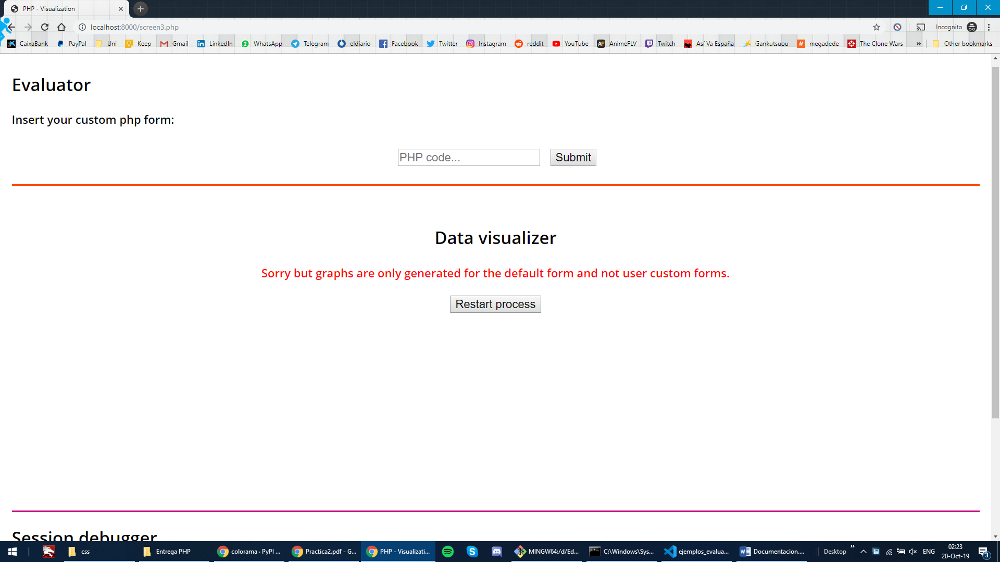 PHP - Visualization
localhost:8000/screen3.php
Incognito
CaixaBank PayPal Uni Keep Gmail LinkedIn WhatsApp Telegram eldiario Facebook Twitter Instagram reddit YouTube AnimeFLV Twitch Así Va España Gankutsuou megadede The Clone Wars » Other bookmarks
Evaluator
Insert your custom php form:
PHP code... Submit
Data visualizer
Sorry but graphs are only generated for the default form and not user custom forms.
Restart process
Session debugger
css Entrega PHP colorama · PyPI ... Practica2.pdf - G... PHP - Visualizati... MINGW64:/d/Ed... C:\Windows\Sys... ejemplos_evalua... Documentacion.... Desktop » ENG 02:23
20-Oct-19 3